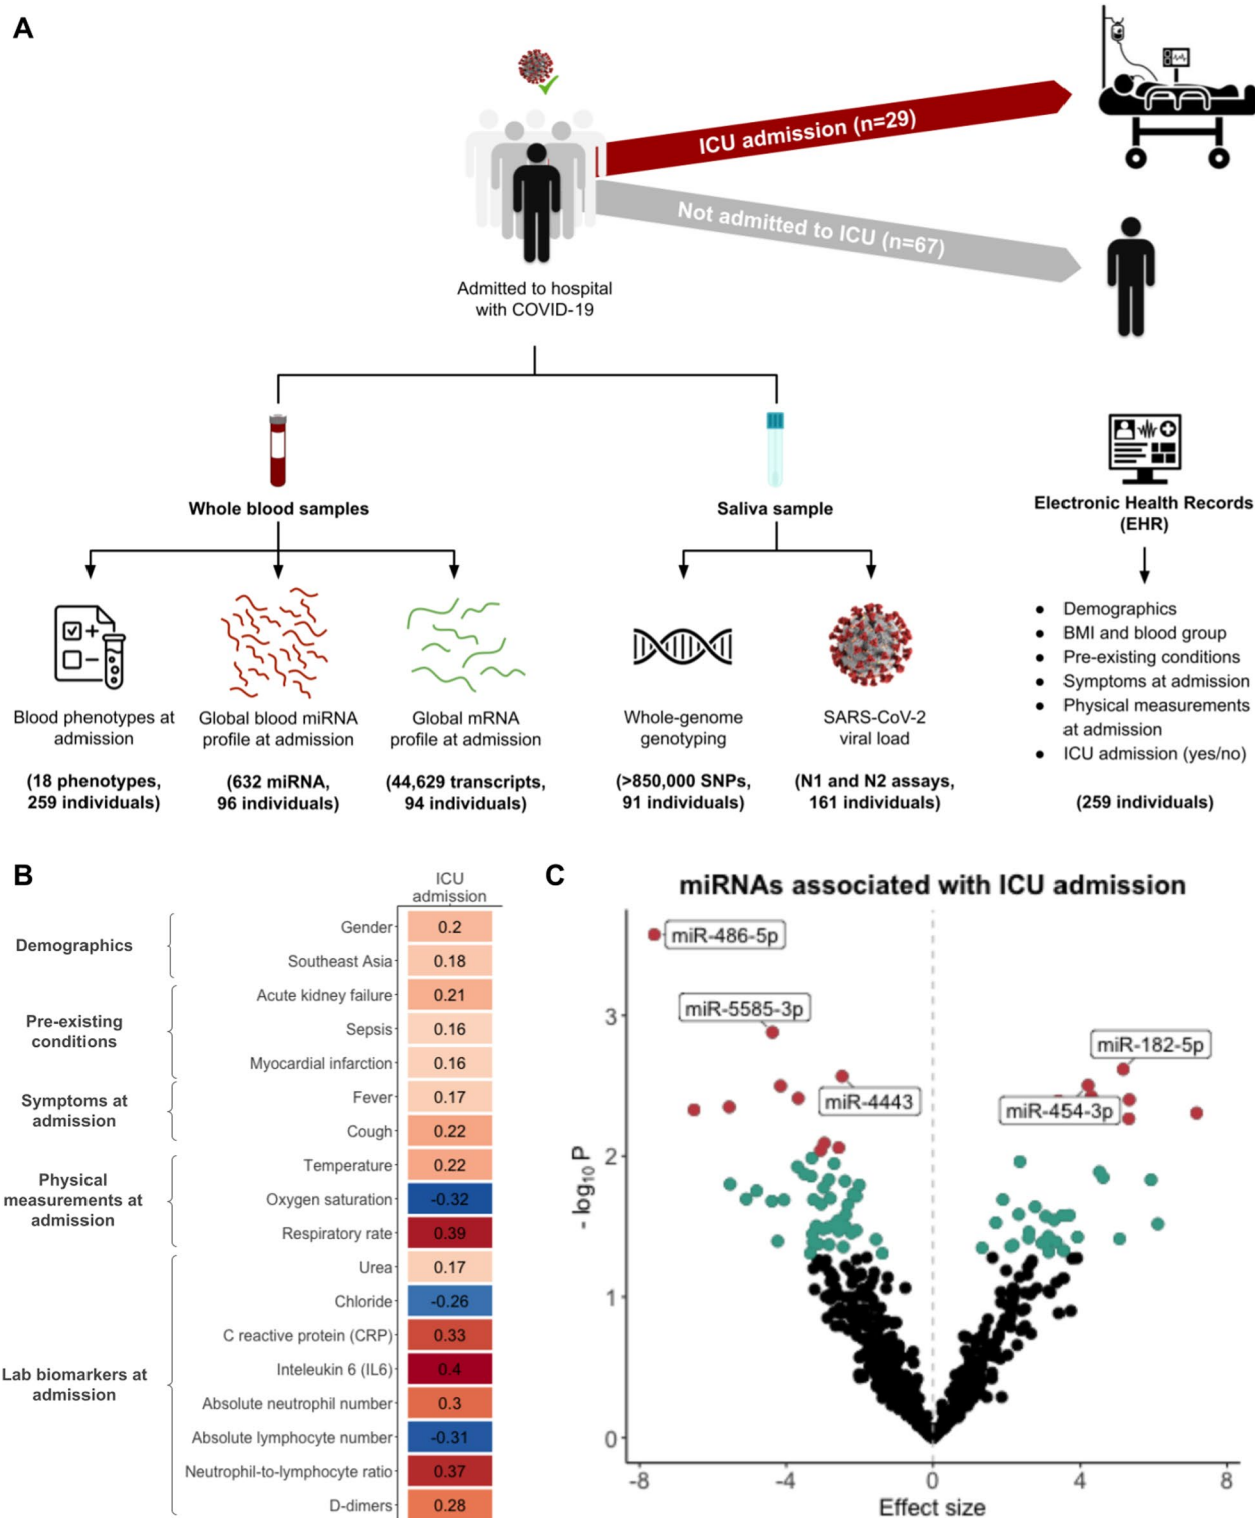 A
ICU admission (n=29)
Not admitted to ICU (n=67)
Admitted to hospital
with COVID-19
Whole blood samples
Saliva sample
Electronic Health Records
(EHR)
Blood phenotypes at
admission
(18 phenotypes,
259 individuals)
Global blood miRNA
profile at admission
(632 miRNA,
96 individuals)
Global mRNA
profile at admission
(44,629 transcripts,
94 individuals)
Whole-genome
genotyping
(>850,000 SNPs,
91 individuals)
SARS-CoV-2
viral load
(N1 and N2 assays,
161 individuals)
● Demographics
● BMI and blood group
● Pre-existing conditions
● Symptoms at admission
● Physical measurements
at admission
● ICU admission (yes/no)
(259 individuals)
B
ICU
admission
Demographics
Gender 0.2
Southeast Asia 0.18
Pre-existing
conditions
Acute kidney failure 0.21
Sepsis 0.16
Myocardial infarction 0.16
Symptoms at
admission
Fever 0.17
Cough 0.22
Physical
measurements at
admission
Temperature 0.22
Oxygen saturation -0.32
Respiratory rate 0.39
Lab biomarkers at
admission
Urea 0.17
Chloride -0.26
C reactive protein (CRP) 0.33
Inteleukin 6 (IL6) 0.4
Absolute neutrophil number 0.3
Absolute lymphocyte number -0.31
Neutrophil-to-lymphocyte ratio 0.37
D-dimers 0.28
C
miRNAs associated with ICU admission
miR-486-5p
miR-5585-3p
miR-182-5p
miR-4443
miR-454-3p
- log10 P
3
2
1
0
-8 -4 0 4 8
Effect size